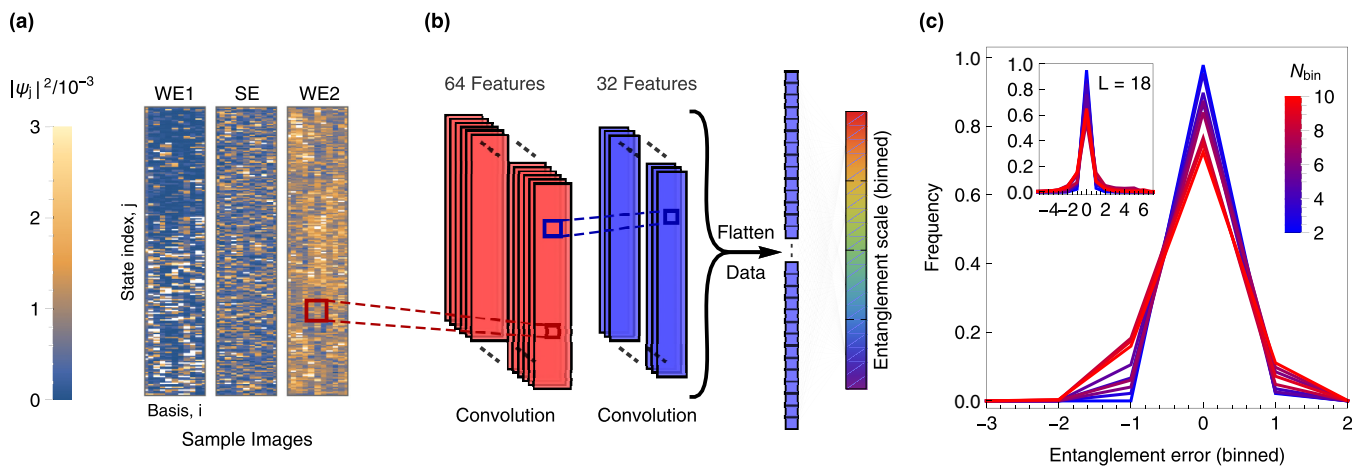 (a)
|ψj|²/10⁻³
3
2
1
0
WE1 SE WE2
State index, j
Basis, i
Sample Images
(b)
64 Features
32 Features
Convolution
Convolution
Flatten
Data
Entanglement scale (binned)
(c)
1.0
0.8
0.6
0.4
0.2
0.0
Frequency
-3 -2 -1 0 1 2
Entanglement error (binned)
1.0
0.8
0.6
0.4
0.2
0.0
-4 -2 0 2 4 6
L = 18
Nbin
10
8
6
4
2